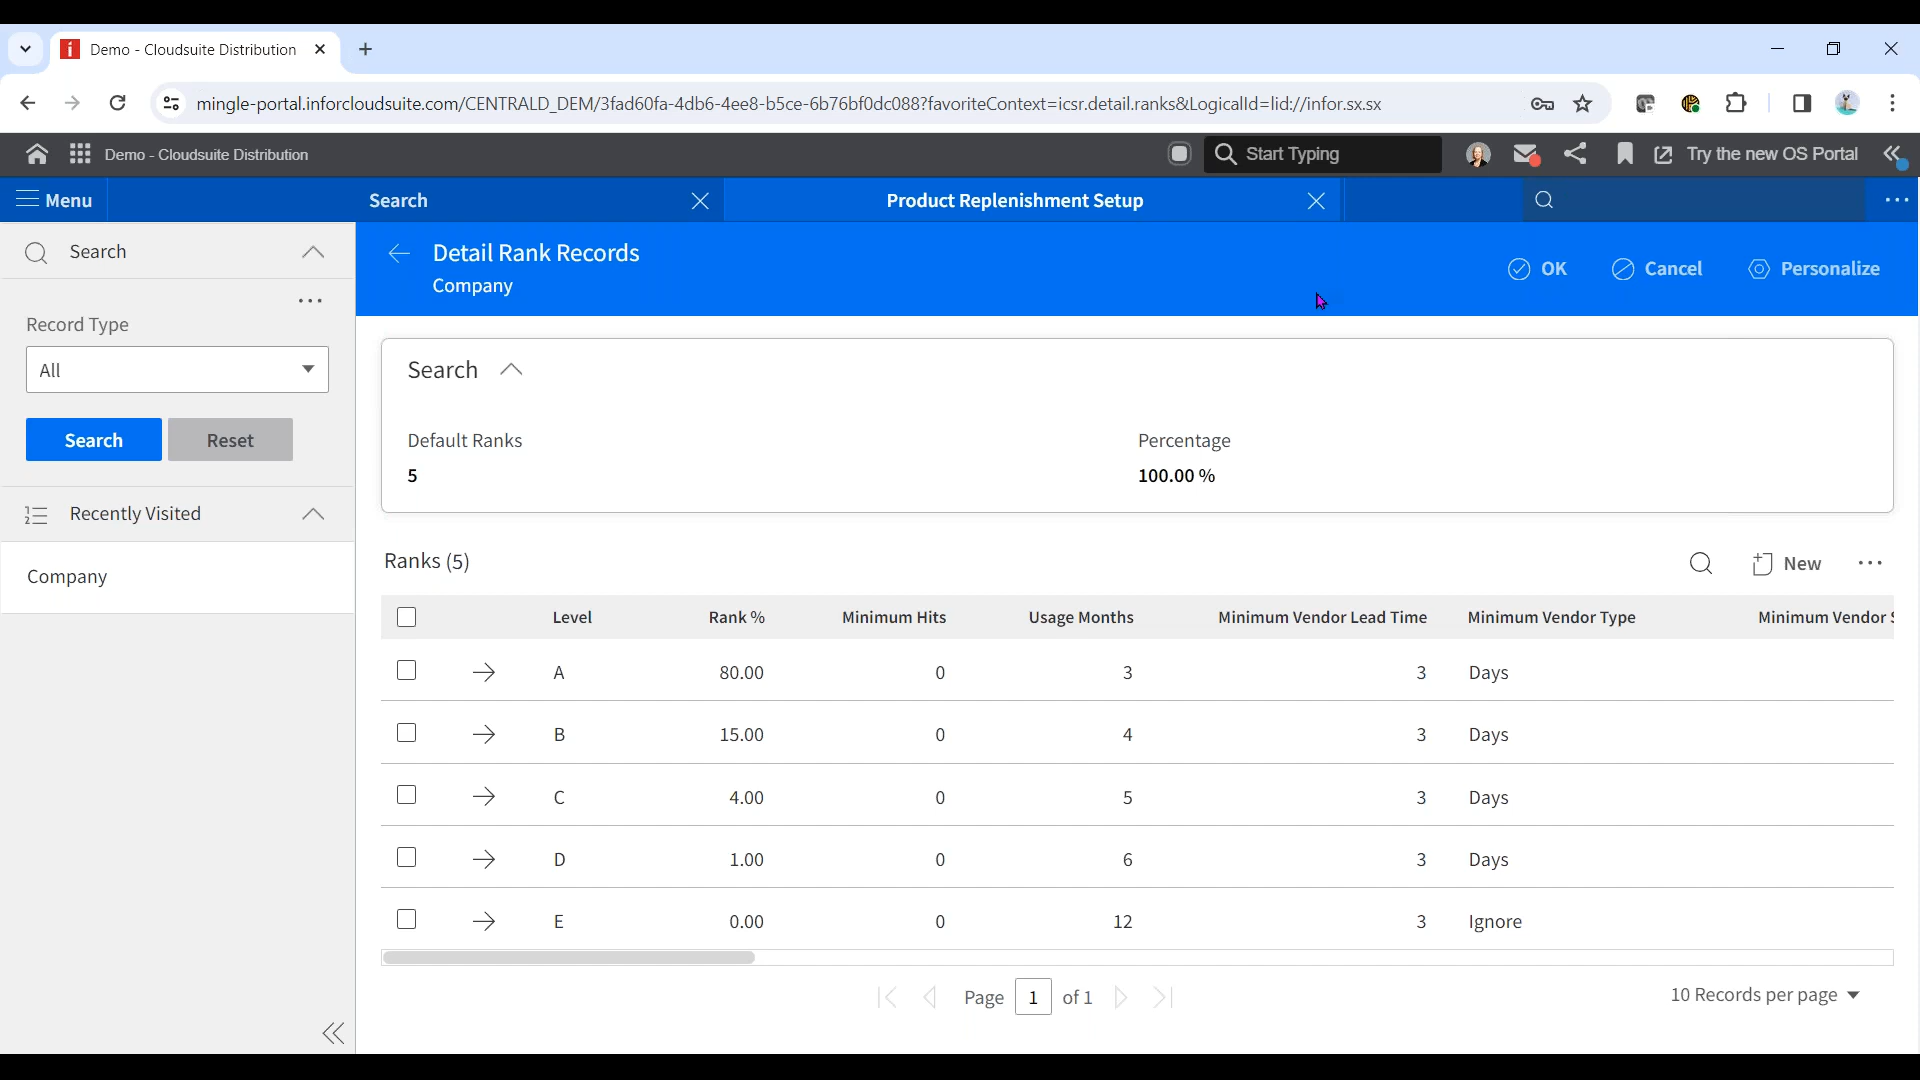 Demo - Cloudsuite Distribution
mingle-portal.inforcloudsuite.com/CENTRALD_DEM/3fad60fa-4db6-4ee8-b5ce-6b76bf0dc088?favoriteContext=icsr.detail.ranks&LogicalId=lid://infor.sx.sx
Demo - Cloudsuite Distribution Start Typing Try the new OS Portal
Menu Search Product Replenishment Setup
Search
Record Type
All
Search Reset
Recently Visited
Company
Detail Rank Records
Company
OK Cancel Personalize
Search
Default Ranks Percentage
5 100.00 %
Ranks (5) New
Level Rank % Minimum Hits Usage Months Minimum Vendor Lead Time Minimum Vendor Type Minimum Vendor
A 80.00 0 3 3 Days
B 15.00 0 4 3 Days
C 4.00 0 5 3 Days
D 1.00 0 6 3 Days
E 0.00 0 12 3 Ignore
Page 1 of 1 10 Records per page